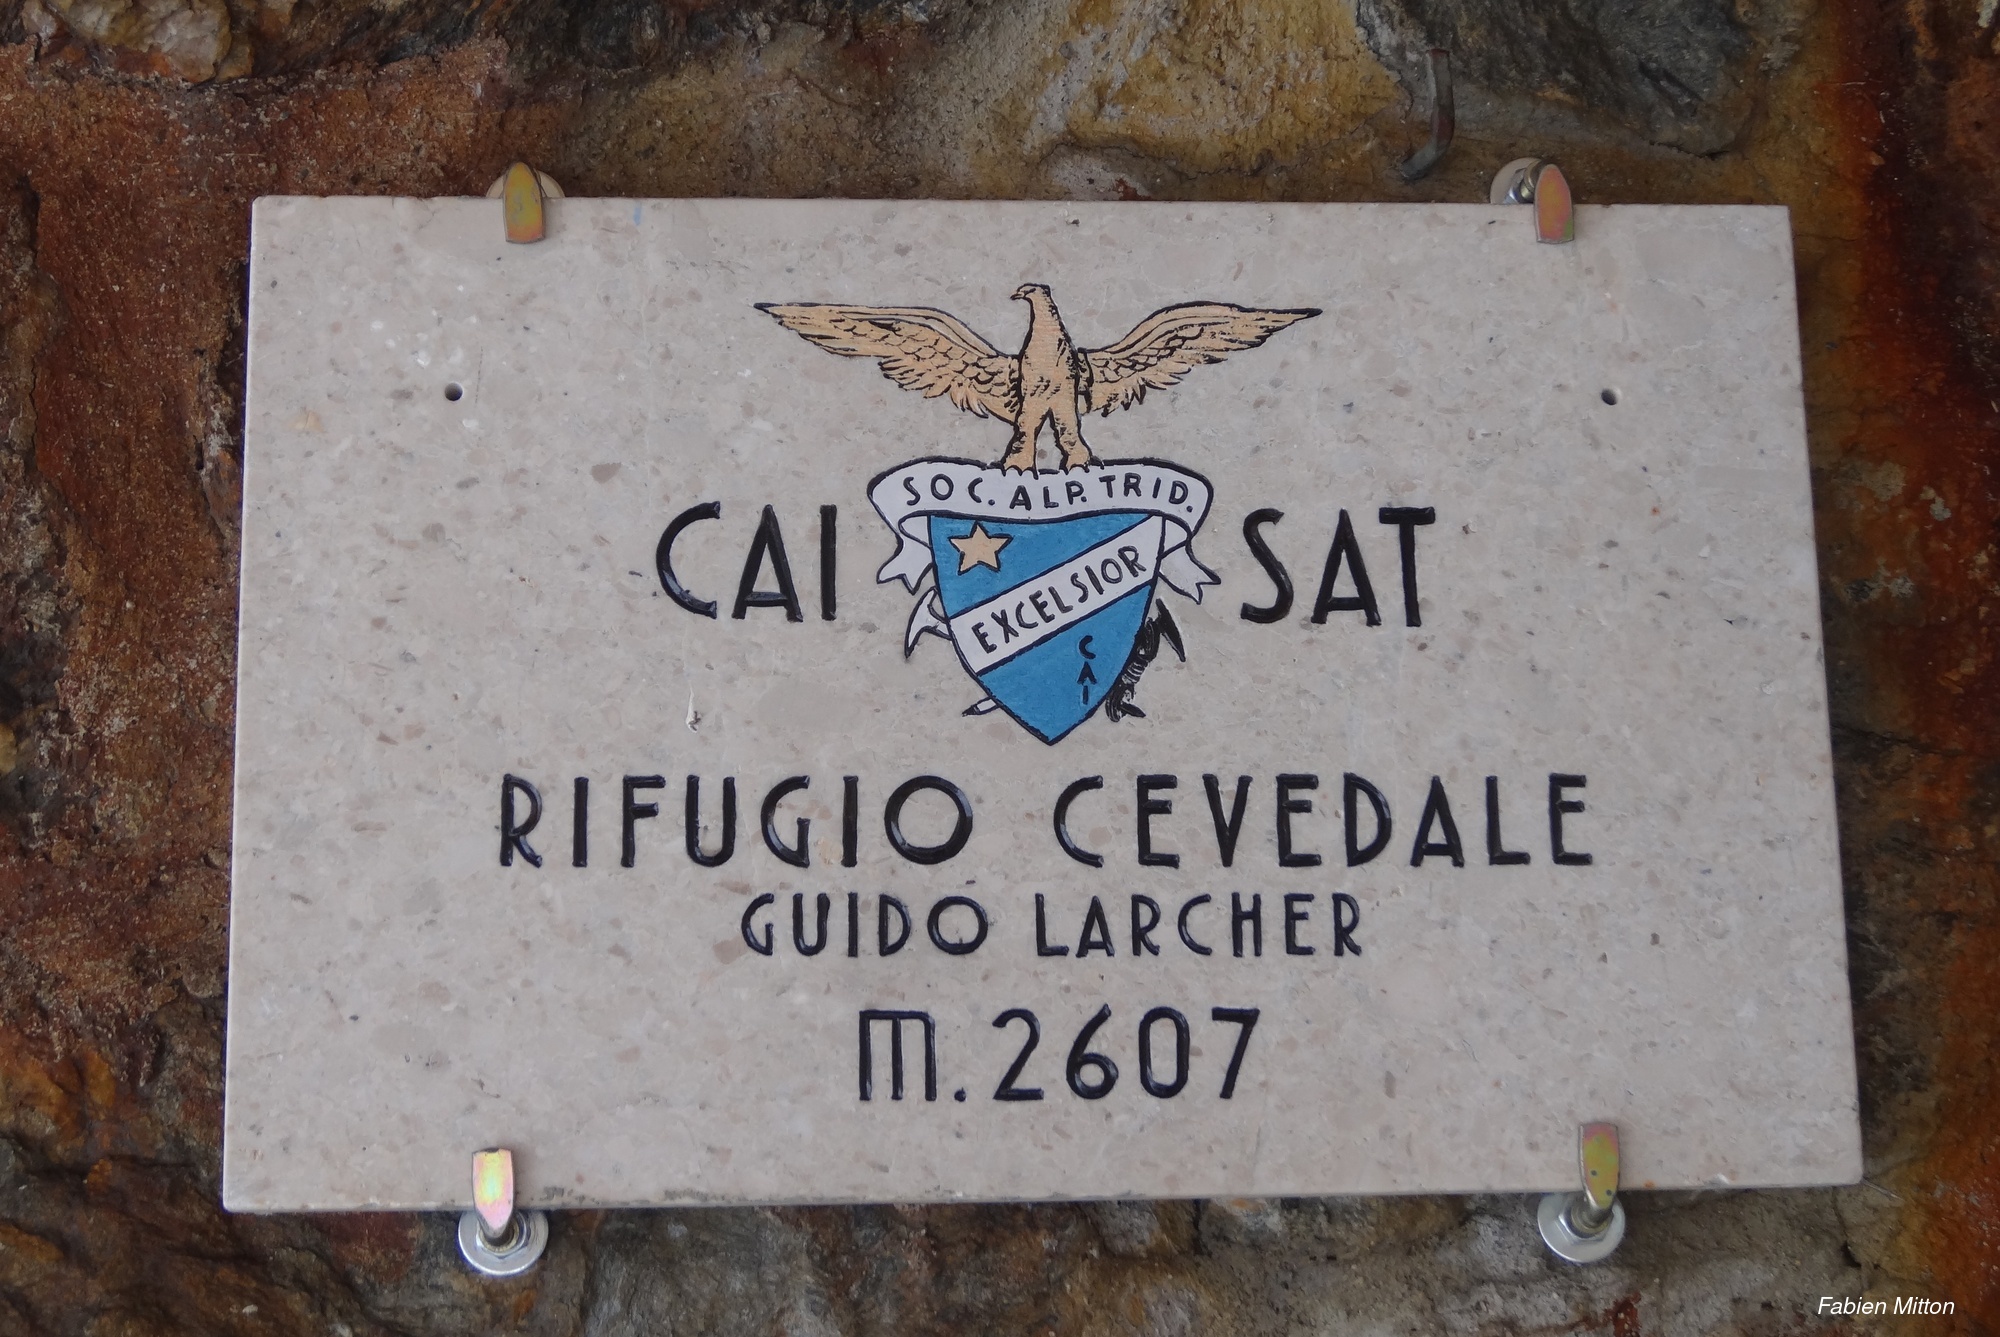 SOC. ALP. TRID.
CAI SAT
EXCELSIOR
CAI
RIFUGIO CEVEDALE
GUIDO LARCHER
m. 2607
Fabien Mitton